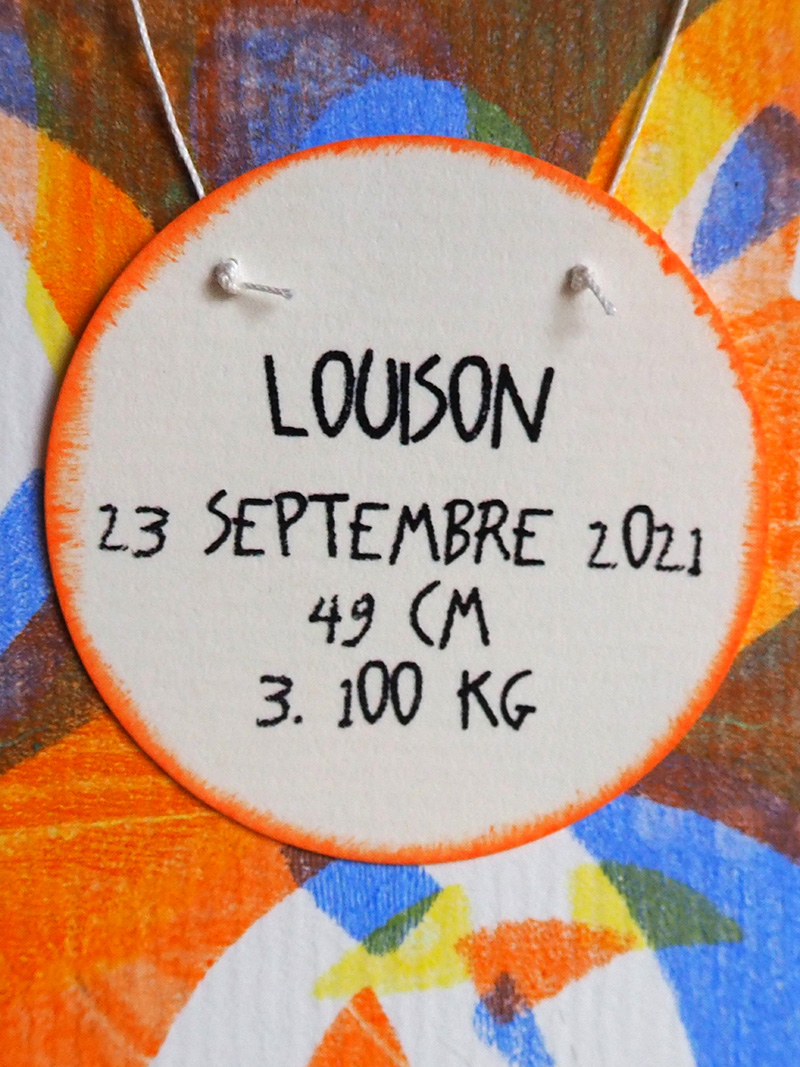 LOUISON
23 SEPTEMBRE 2021
49 CM
3. 100 KG